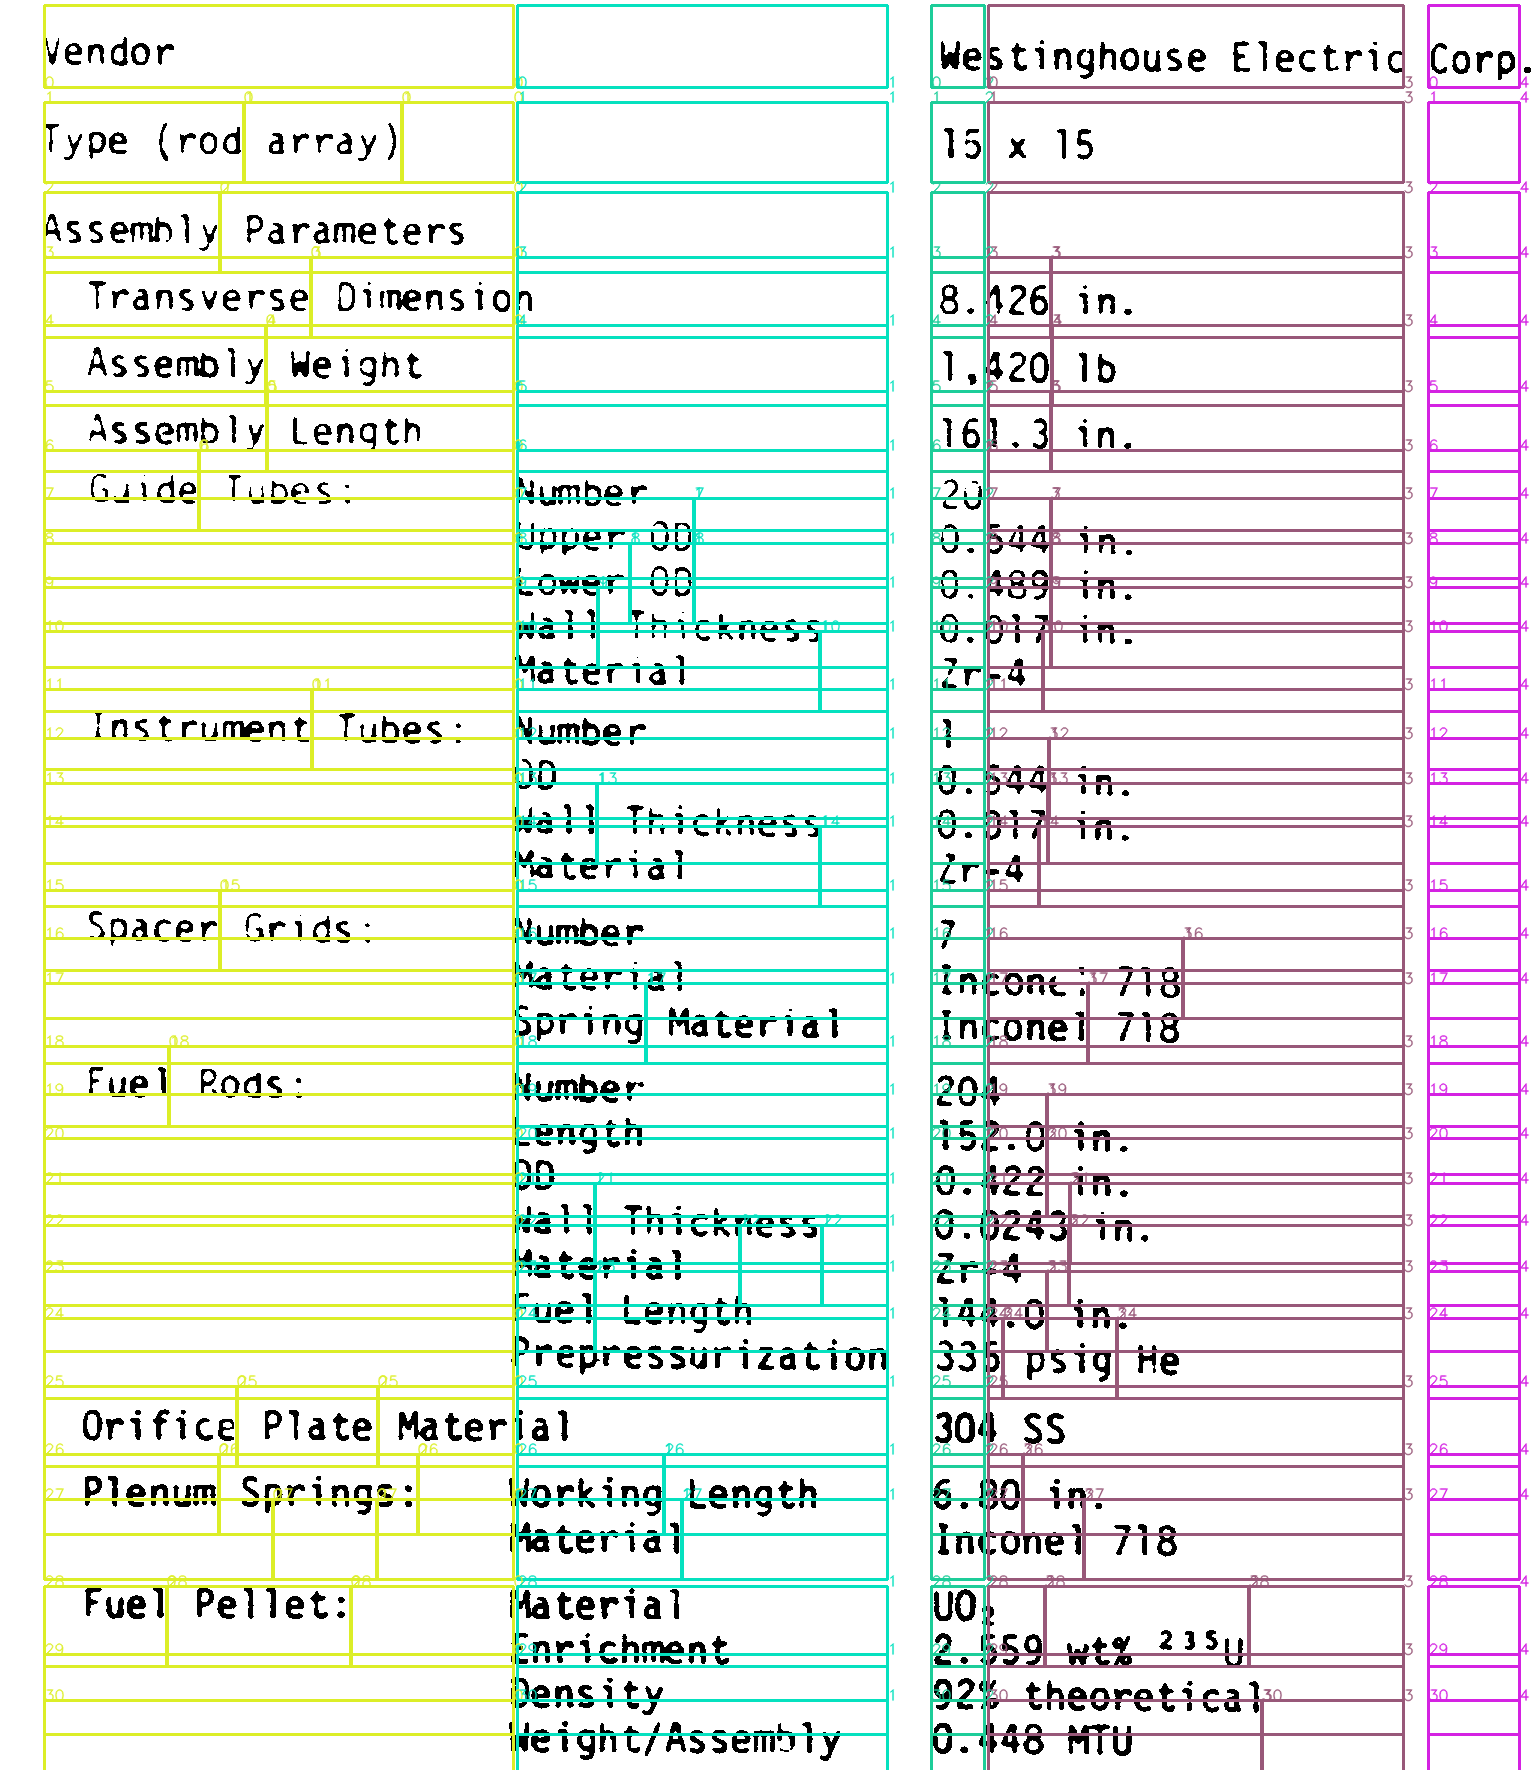 Vendor Westinghouse Electric Corp.
Type (rod array) 15 x 15
Assembly Parameters
Transverse Dimension 8.426 in.
Assembly Weight 1,420 lb
Assembly Length 161.3 in.
Guide Tubes: Number 20
Upper OD 0.544 in.
Lower OD 0.489 in.
Wall Thickness 0.017 in.
Material Zr-4
Instrument Tubes: Number 1
OD 0.544 in.
Wall Thickness 0.017 in.
Material Zr-4
Spacer Grids: Number 7
Material Inconel 718
Spring Material Inconel 718
Fuel Rods: Number 204
Length 152.0 in.
OD 0.422 in.
Wall Thickness 0.0243 in.
Material Zr-4
Fuel Length 144.0 in.
Prepressurization 335 psig He
Orifice Plate Material 304 SS
Plenum Springs: Working Length 6.80 in.
Material Inconel 718
Fuel Pellet: Material UO₂
Enrichment 2.559 wt% ²³⁵U
Density 92% theoretical
Weight/Assembly 0.448 MTU